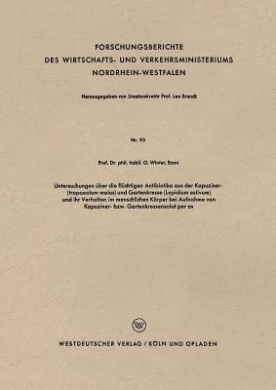 FORSCHUNGSBERICHTE
DES WIRTSCHAFTS- UND VERKEHRSMINISTERIUMS
NORDRHEIN-WESTFALEN
Herausgegeben von Staatssekretär Prof. Leo Brandt
Nr. 93
Prof. Dr. phil. habil. G. Winter, Bonn
Untersuchungen über die flüchtigen Antibiotika aus der Kapuziner-
(tropaeolum maius) und Gartenkresse (Lepidium sativum)
und ihr Verhalten im menschlichen Körper bei Aufnahme von
Kapuziner- bzw. Gartenkressensalat per os
WESTDEUTSCHER VERLAG / KÖLN UND OPLADEN